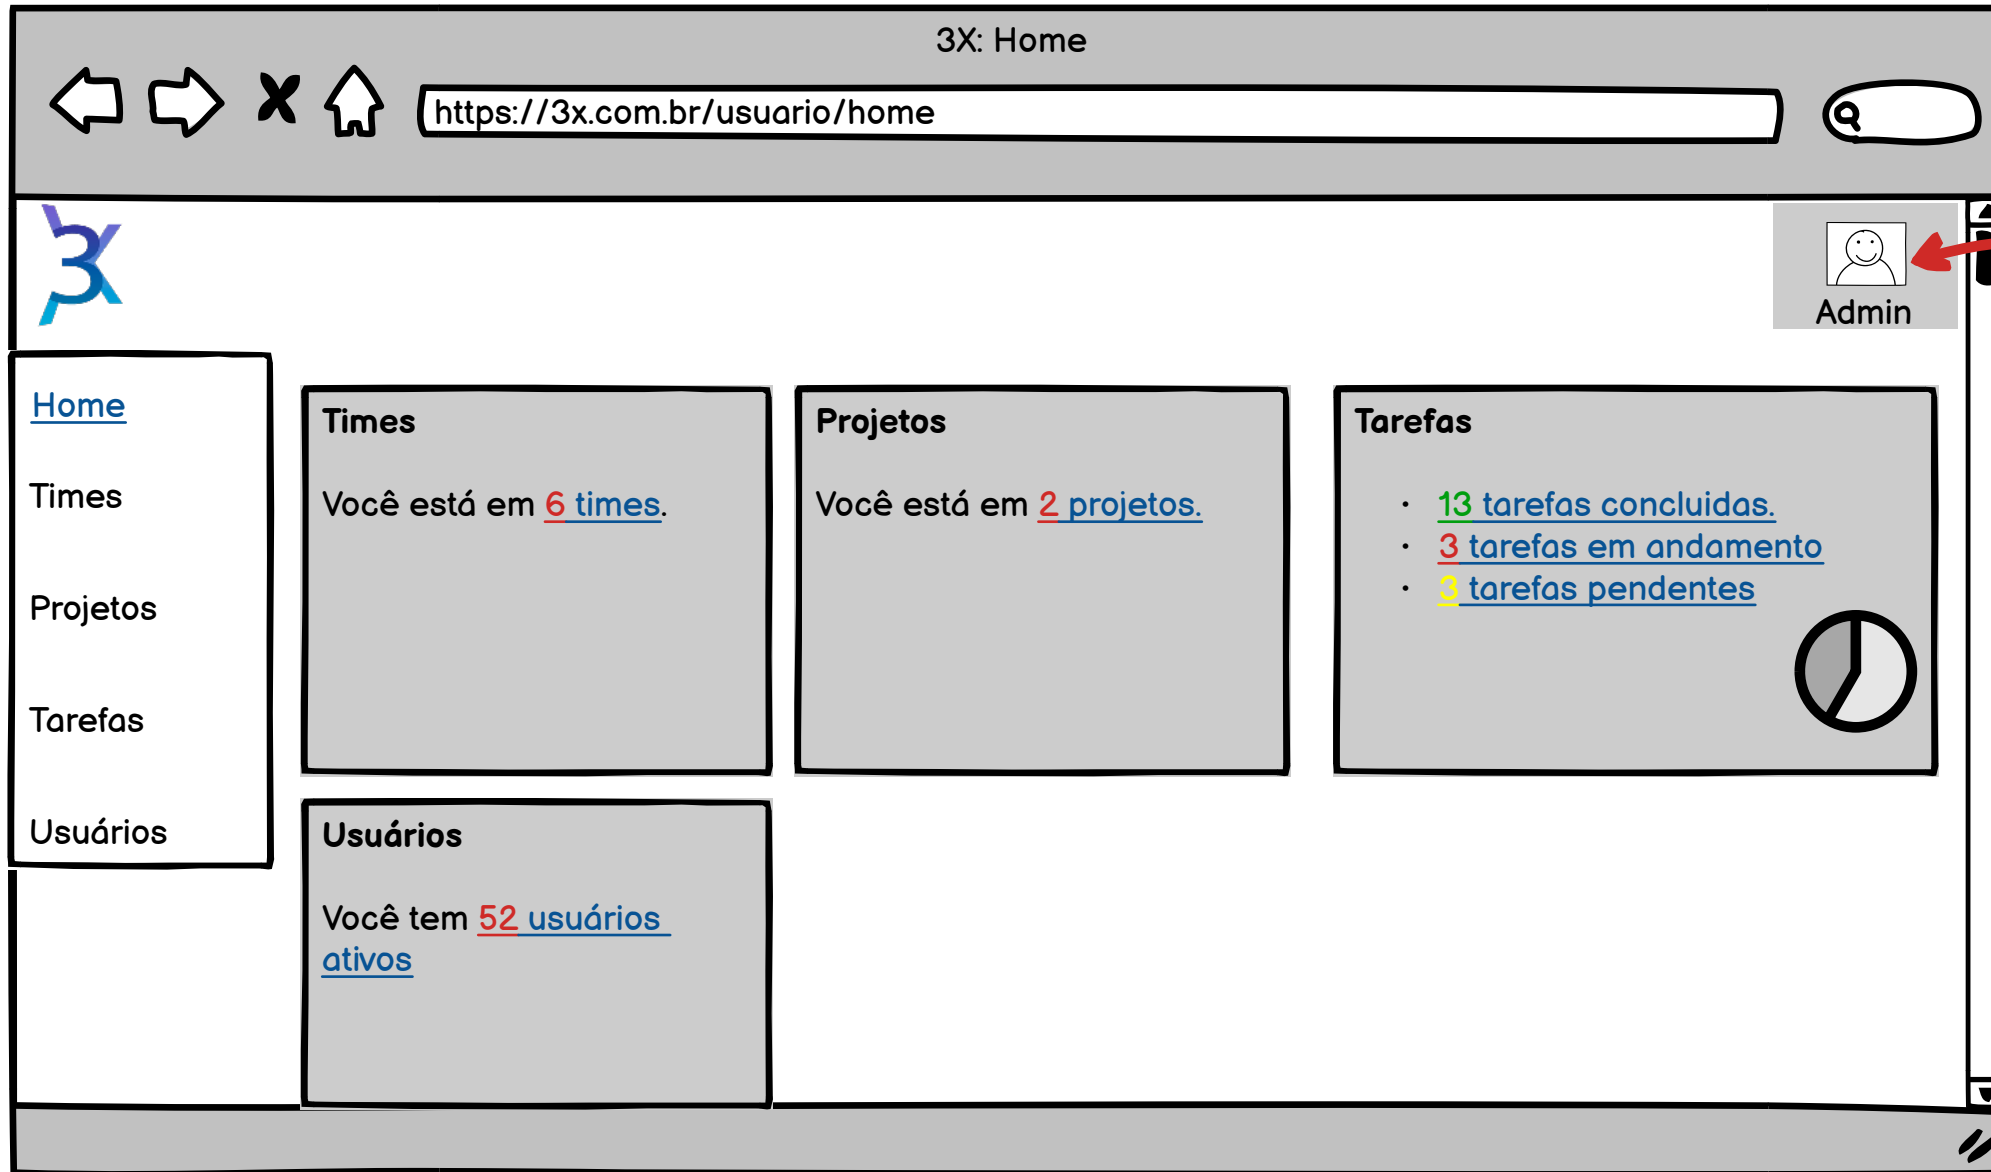 3X: Home
https://3x.com.br/usuario/home
3X
Admin
Home
Times
Projetos
Tarefas
Usuários
Times
Você está em 6 times.
Projetos
Você está em 2 projetos.
Tarefas
• 13 tarefas concluidas.
• 3 tarefas em andamento
• 3 tarefas pendentes
Usuários
Você tem 52 usuários
ativos